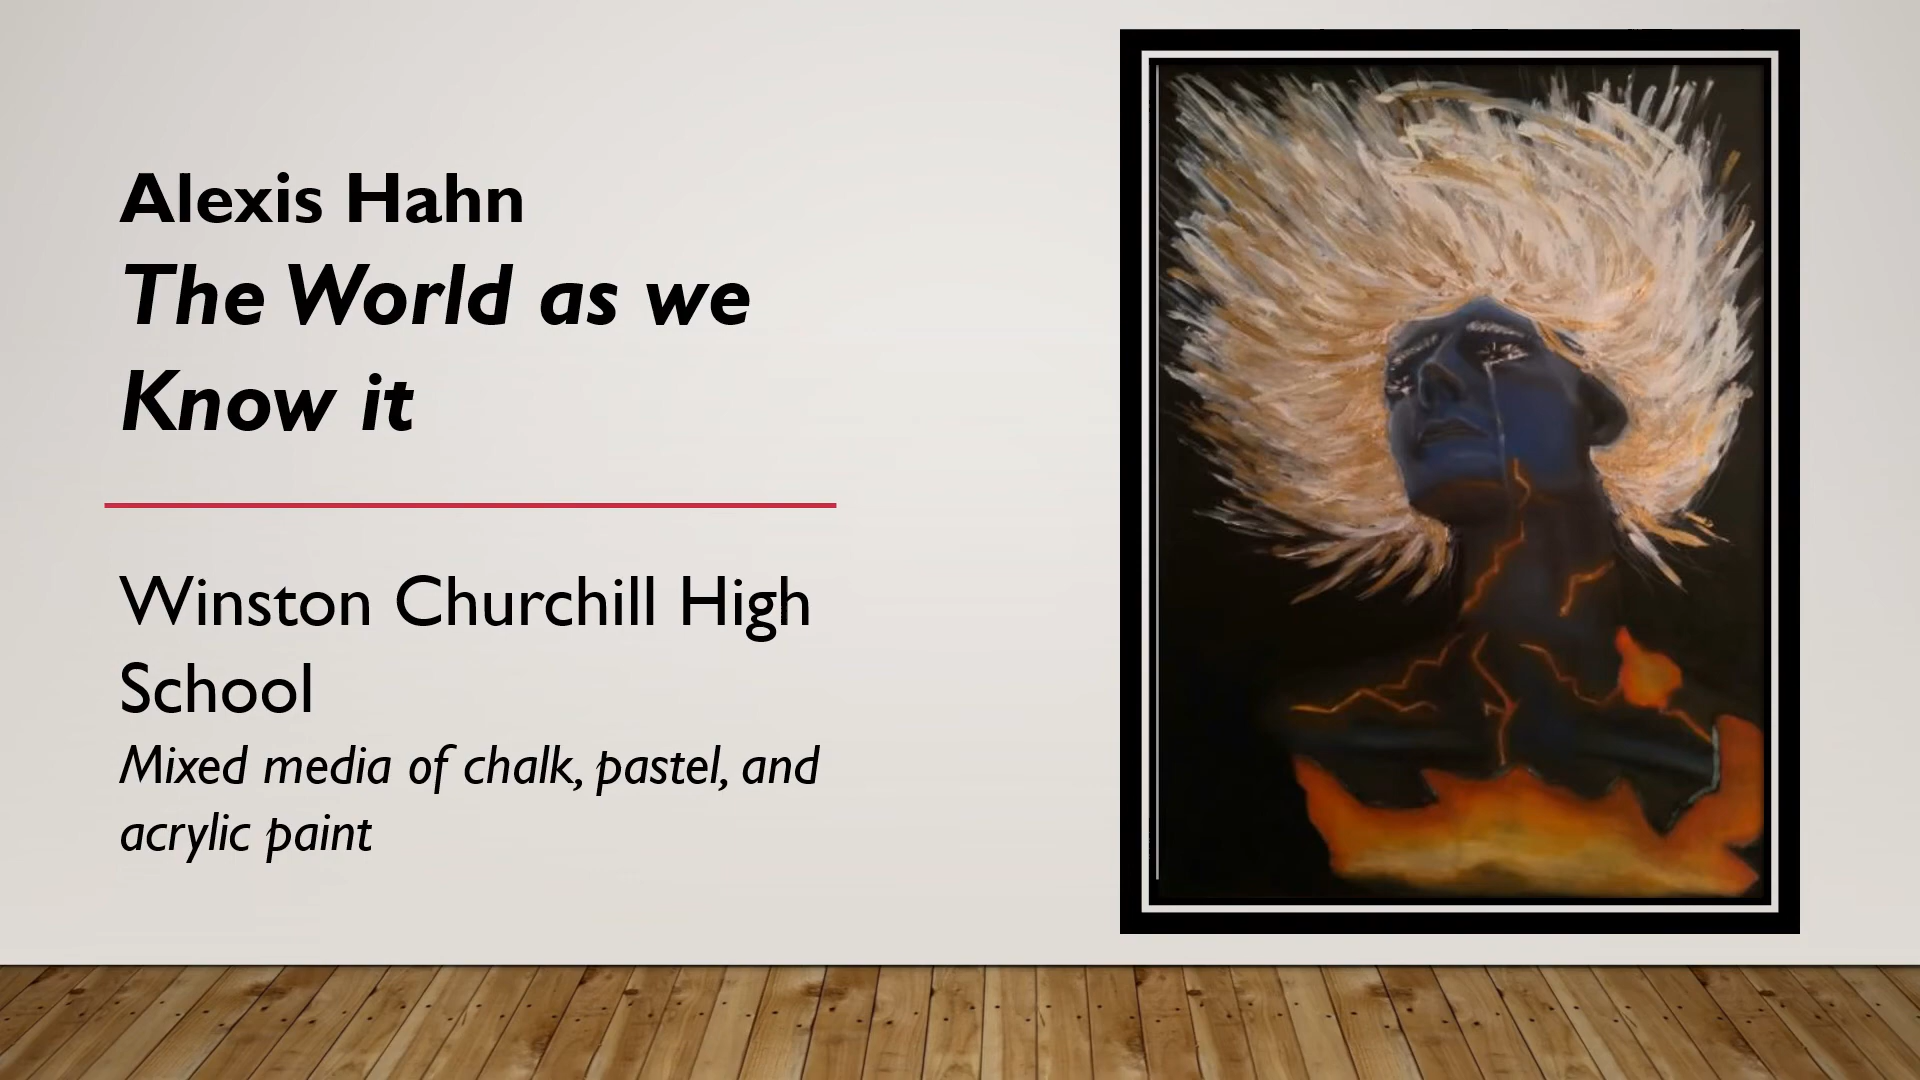 Alexis Hahn
The World as we
Know it
Winston Churchill High
School
Mixed media of chalk, pastel, and
acrylic paint